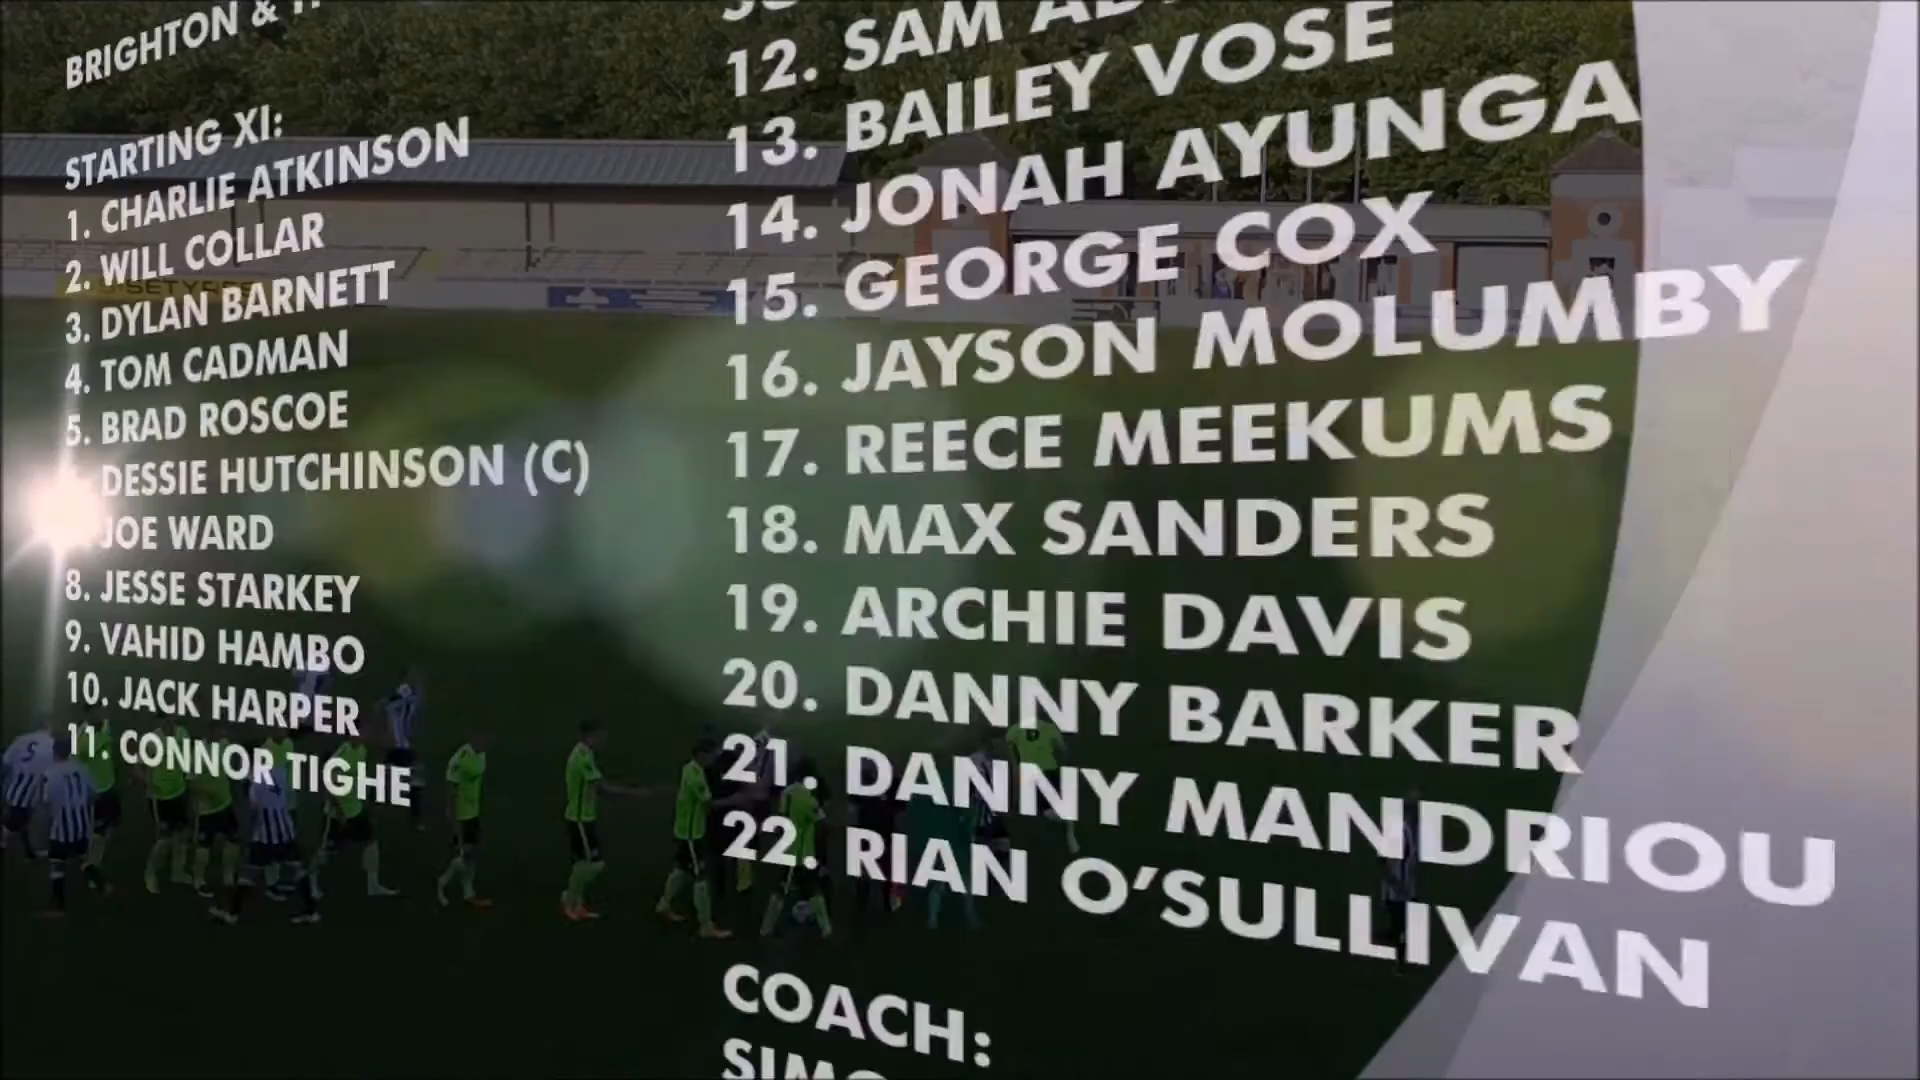 BRIGHTON &
STARTING XI:
1. CHARLIE ATKINSON
2. WILL COLLAR
3. DYLAN BARNETT
4. TOM CADMAN
5. BRAD ROSCOE
DESSIE HUTCHINSON (C)
JOE WARD
8. JESSE STARKEY
9. VAHID HAMBO
10. JACK HARPER
11. CONNOR TIGHE
12. SAM
13. BAILEY VOSE
14. JONAH AYUNGA
15. GEORGE COX
16. JAYSON MOLUMBY
17. REECE MEEKUMS
18. MAX SANDERS
19. ARCHIE DAVIS
20. DANNY BARKER
21. DANNY MANDRIOU
22. RIAN O'SULLIVAN
COACH: